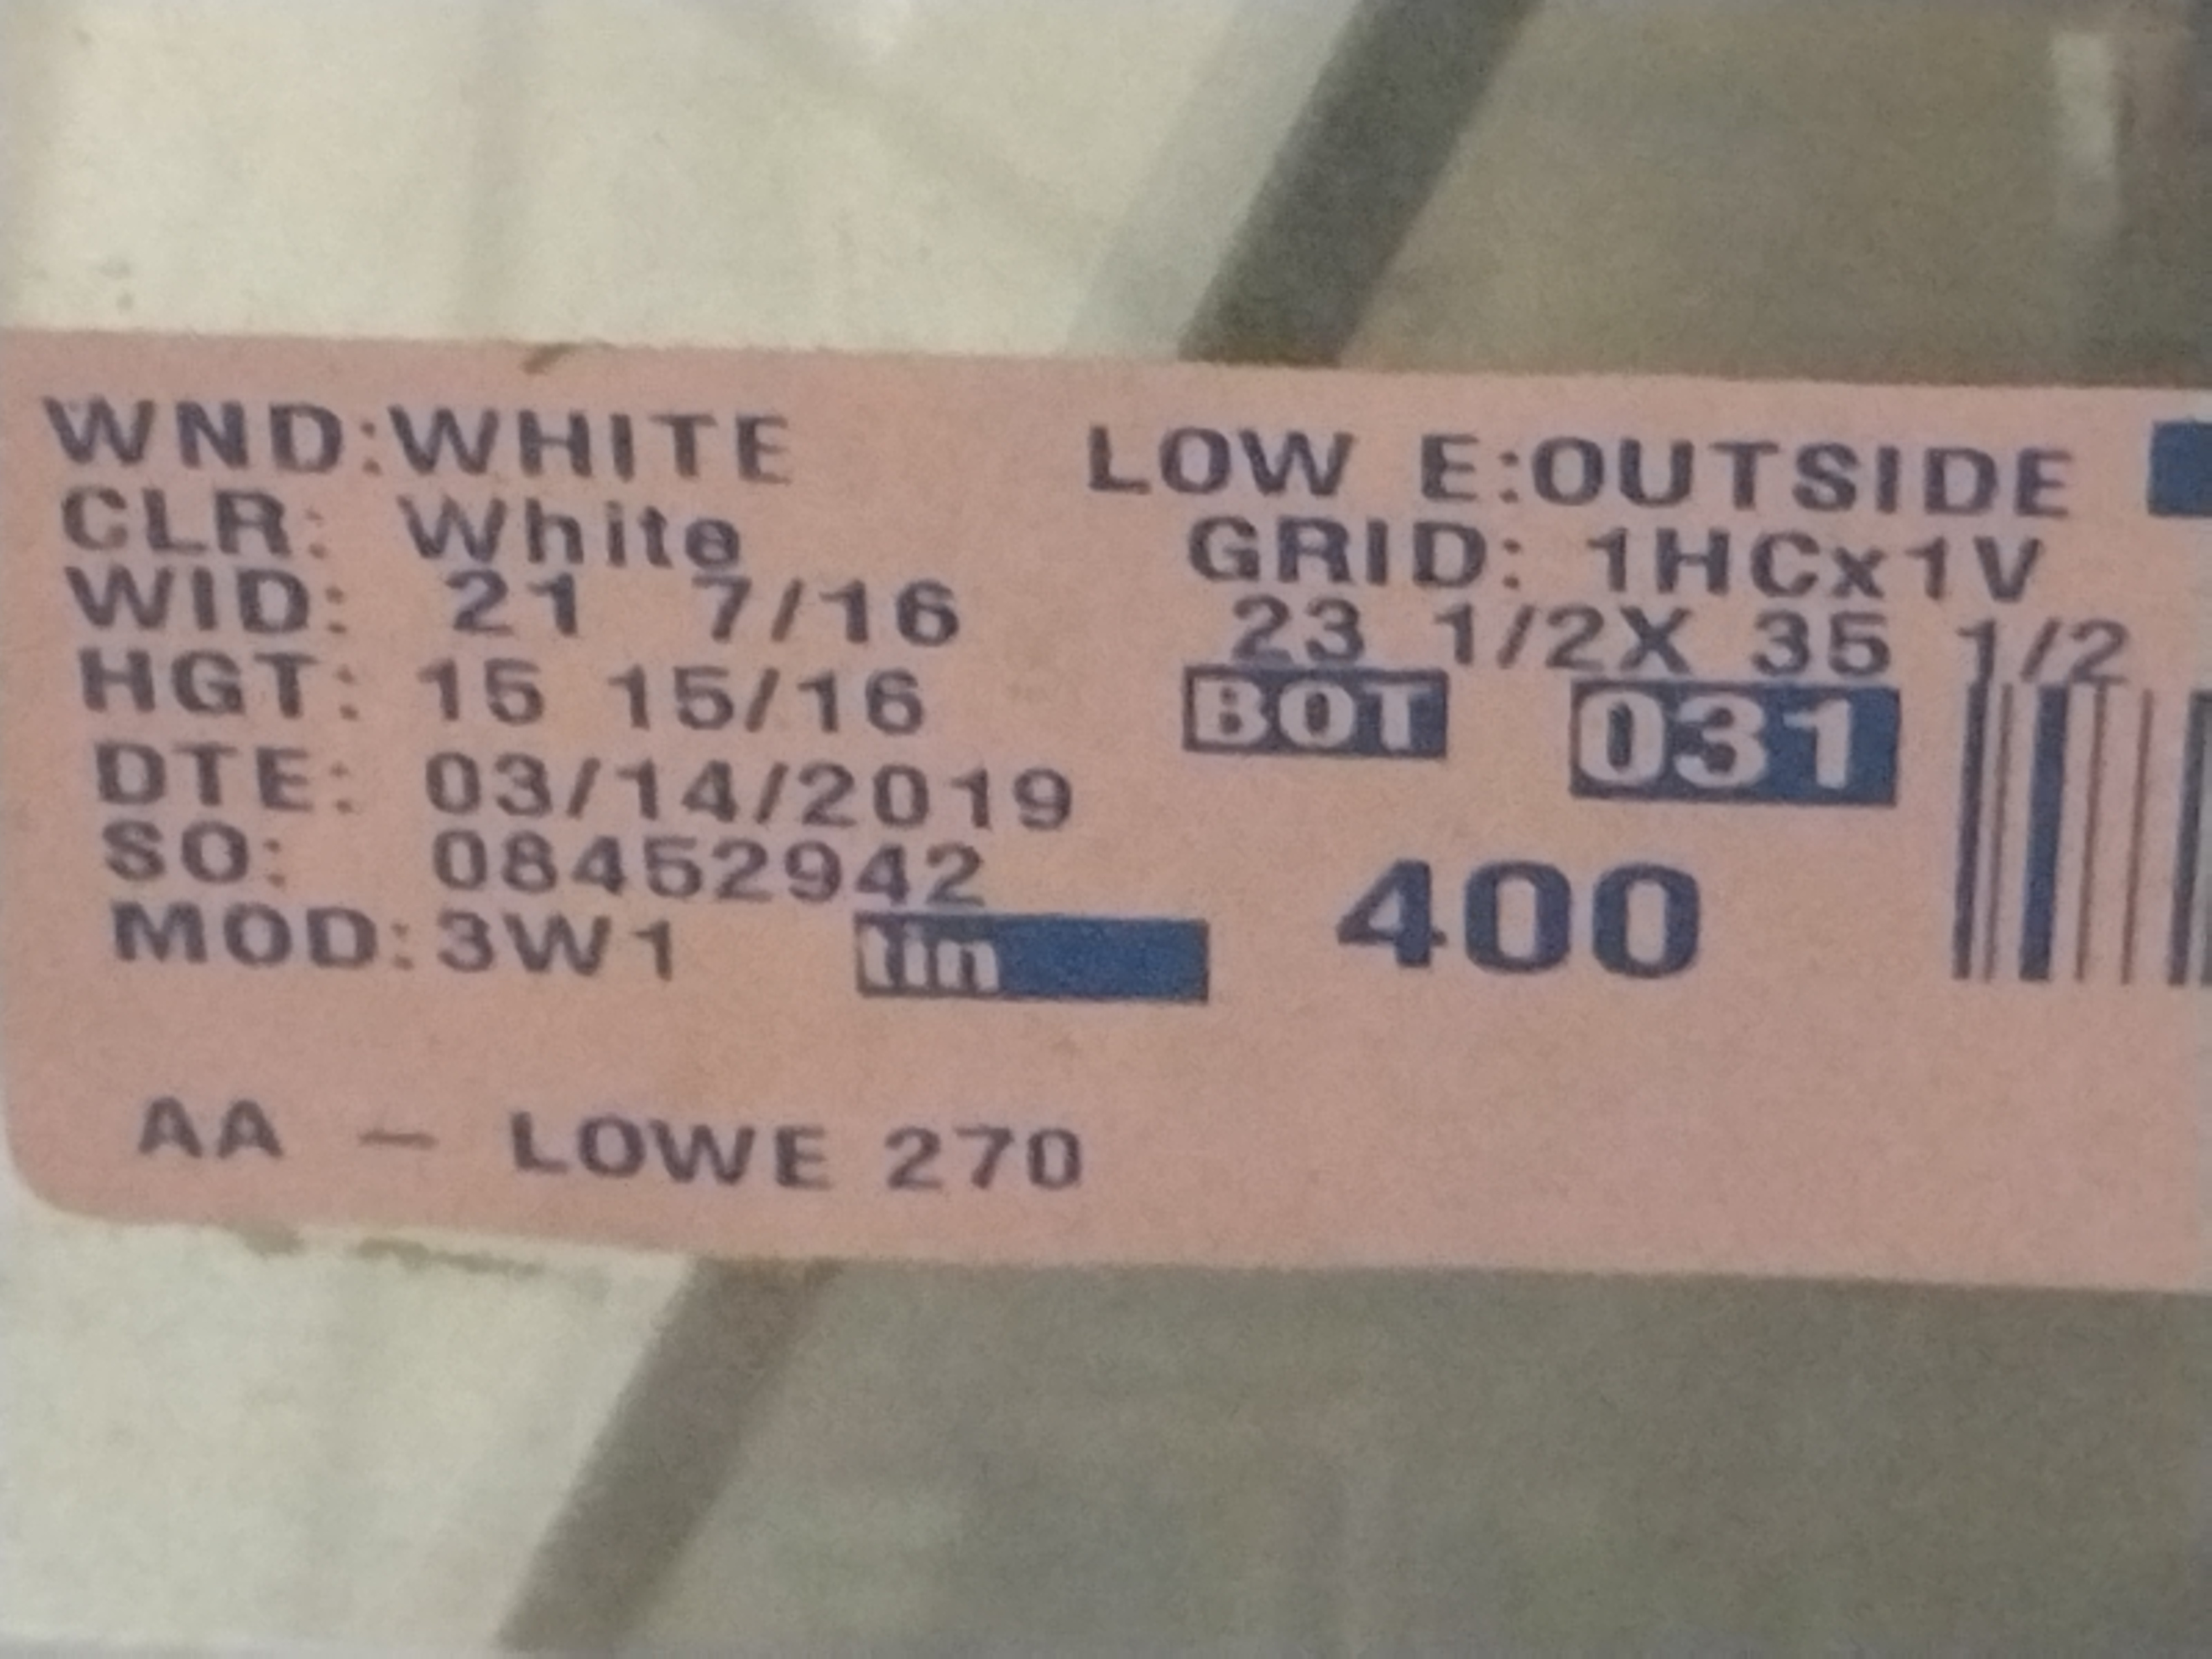 WND:WHITE LOW E:OUTSIDE
CLR: White GRID: 1HCx1V
WID: 21 7/16 23 1/2X 35 1/2
HGT: 15 15/16 BOT 031
DTE: 03/14/2019
SO: 08452942 400
MOD:3W1 tin
AA - LOWE 270